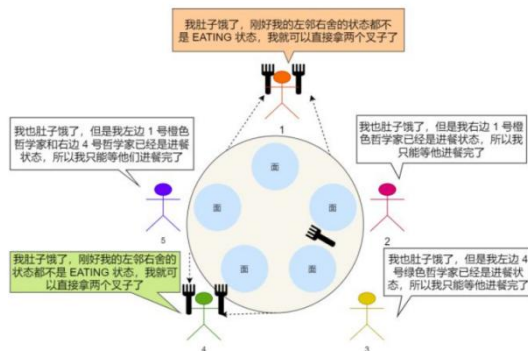 我肚子饿了，刚好我的左邻右舍的状态都不
是 EATING 状态，我就可以直接拿两个叉子了
1
我也肚子饿了，但是我左边 1 号橙色
哲学家和右边 4 号哲学家已经是进餐
状态，所以我只能等他们进餐完了
我也肚子饿了，但是我右边 1 号橙
色哲学家已经是进餐状态，所以我
只能等他进餐完了
面
面
面
5
2
我肚子饿了，刚好我的左邻右舍的
状态都不是 EATING 状态，我就可
以直接拿两个叉子了
面
面
我也肚子饿了，但是我左边 4
号绿色哲学家已经是进餐状
态，所以我只能等他进餐完了
4
3